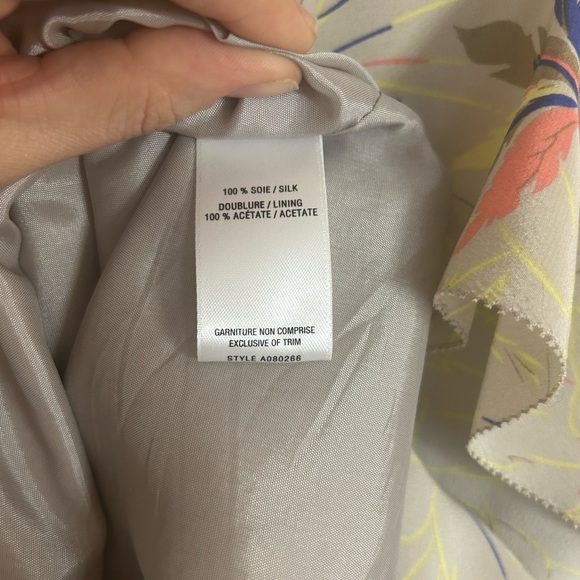 100 % SOIE / SILK
DOUBLURE / LINING
100 % ACÉTATE / ACETATE
GARNITURE NON COMPRISE
EXCLUSIVE OF TRIM
STYLE A080266